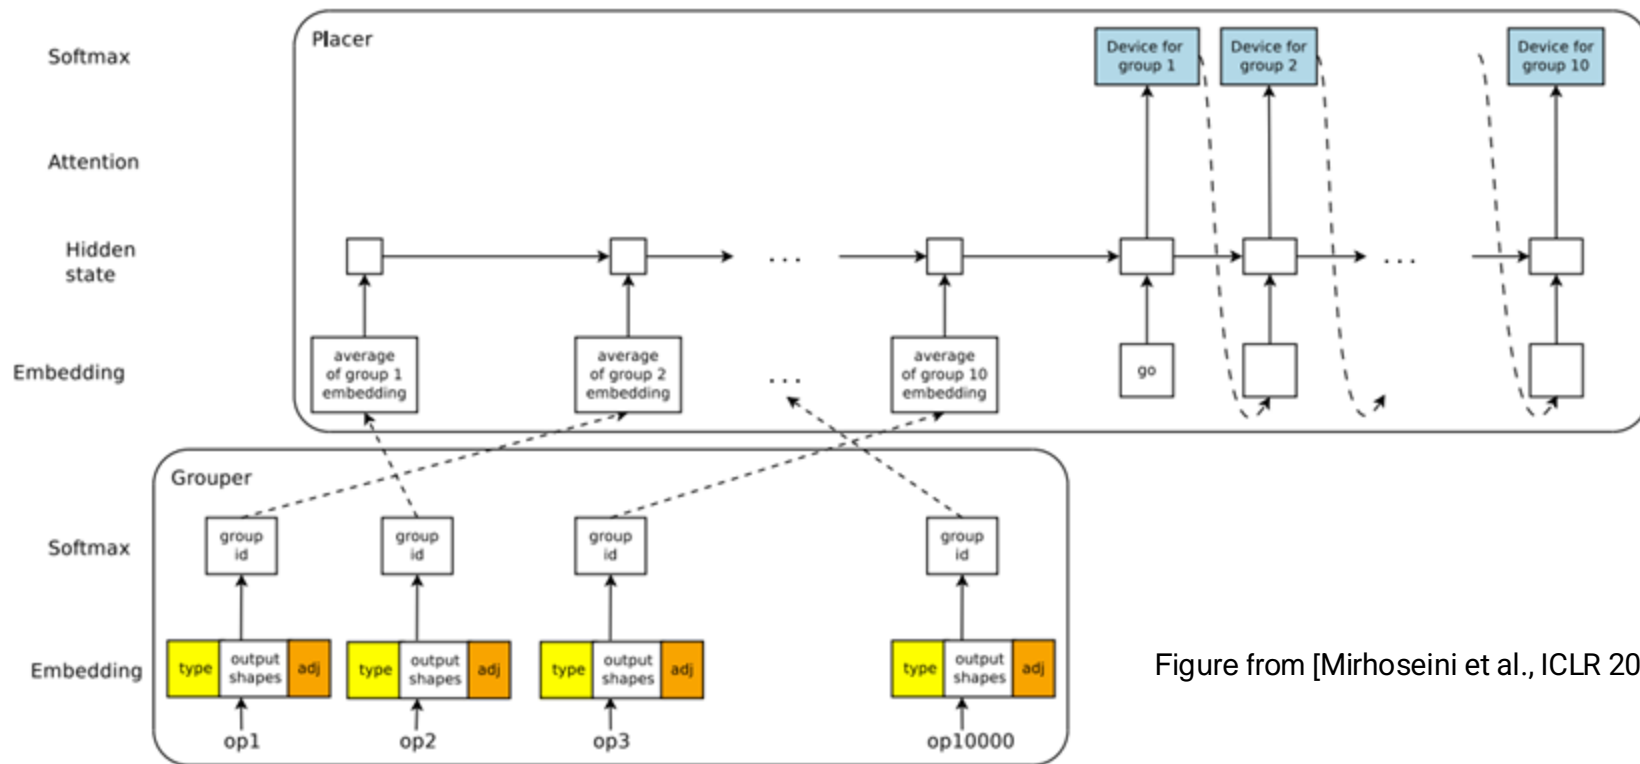 Placer
Softmax
Device for
group 1
Device for
group 2
Device for
group 10
Attention
Hidden
state
...
...
Embedding
average
of group 1
embedding
average
of group 2
embedding
...
average
of group 10
embedding
go
Grouper
Softmax
group
id
group
id
group
id
group
id
Embedding
type
output
shapes
adj
type
output
shapes
adj
type
output
shapes
adj
type
output
shapes
adj
op1
op2
op3
op10000
Figure from [Mirhoseini et al., ICLR 20